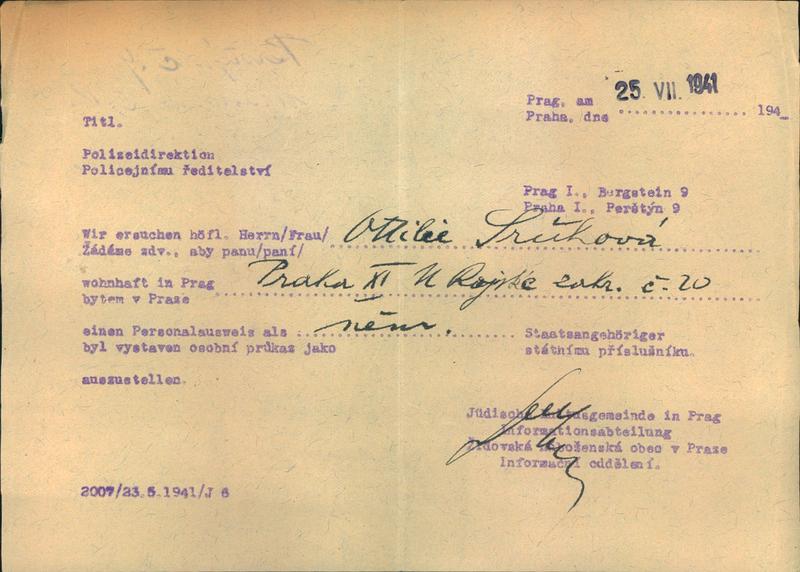 Prag, am 25. VII. 1941
Praha, dne 194
Titl.
Polizeidirektion
Policejnímu ředitelství
Prag I., Bergstein 9
Praha I., Perštýn 9
Wir ersuchen höfl. Herrn/Frau/ Ottilie
Žádáme zdv., aby panu/paní/
wohnhaft in Prag Praha XI U Rajské zahr. č. 20
bytem v Praze
einen Personalausweis als něm. Staatsangehöriger
byl vystaven osobní průkaz jako státnímu příslušníku.
auszustellen.
Jüdische Kultusgemeinde in Prag
Informationsabteilung
Židovská náboženská obec v Praze
Informační oddělení.
2007/23.5.1941/J 6